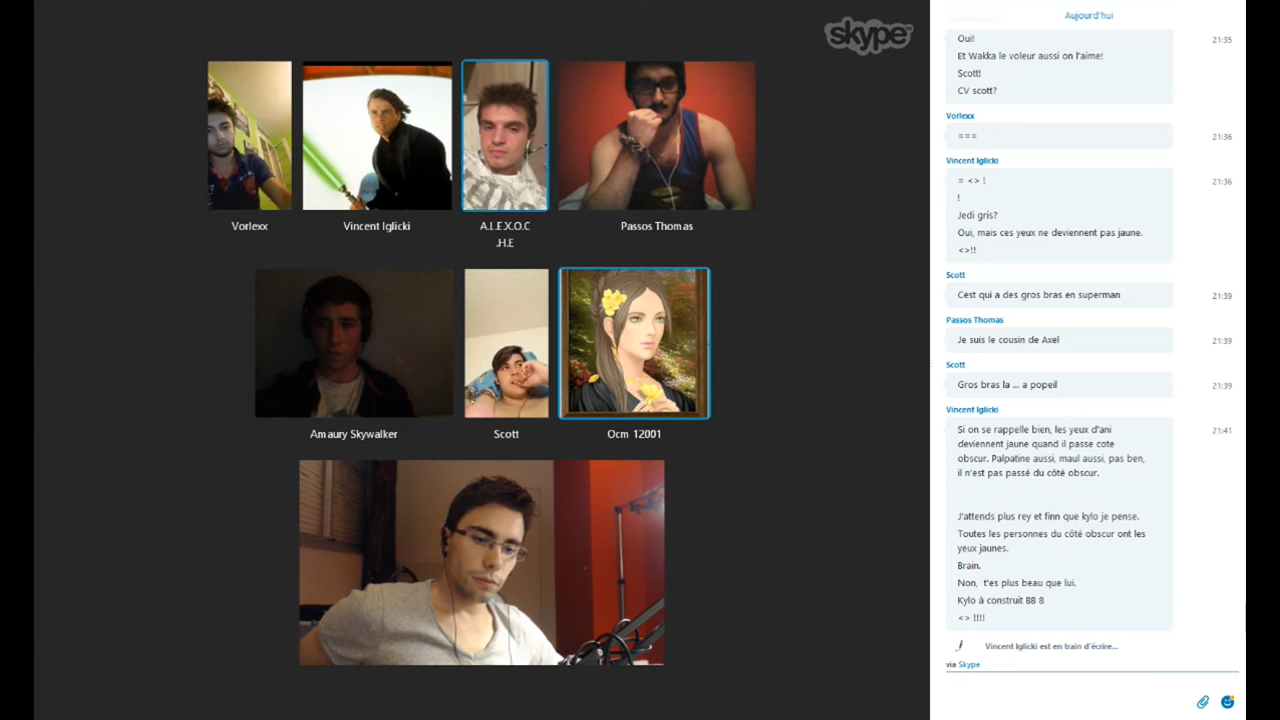 skype
Vorlexx
Vincent Iglicki
A.L.E.X.O.C
.H.E
Passos Thomas
Amaury Skywalker
Scott
Ocm 12001
Aujourd'hui
Oui!
21:35
Et Wakka le voleur aussi on l'aime!
Scott!
CV scott?
Vorlexx
===
21:36
Vincent Iglicki
= <> !
21:36
!
Jedi gris?
Oui, mais ces yeux ne deviennent pas jaune.
<>!!
Scott
Cest qui a des gros bras en superman
21:39
Passos Thomas
Je suis le cousin de Axel
21:39
Scott
Gros bras la ... a popeil
21:39
Vincent Iglicki
Si on se rappelle bien, les yeux d'ani
21:41
deviennent jaune quand il passe cote
obscur. Palpatine aussi, maul aussi, pas ben,
il n'est pas passé du côté obscur.
J'attends plus rey et finn que kylo je pense.
Toutes les personnes du côté obscur ont les
yeux jaunes.
Brain.
Non, t'es plus beau que lui.
Kylo à construit BB 8
<> !!!!
Vincent Iglicki est en train d'écrire...
via Skype